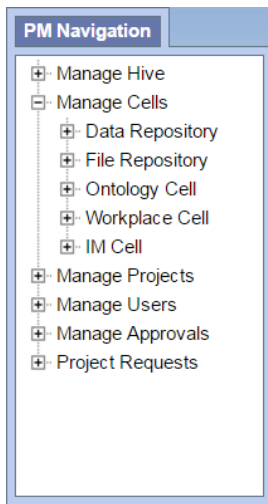 PM Navigation
Manage Hive
Manage Cells
Data Repository
File Repository
Ontology Cell
Workplace Cell
IM Cell
Manage Projects
Manage Users
Manage Approvals
Project Requests